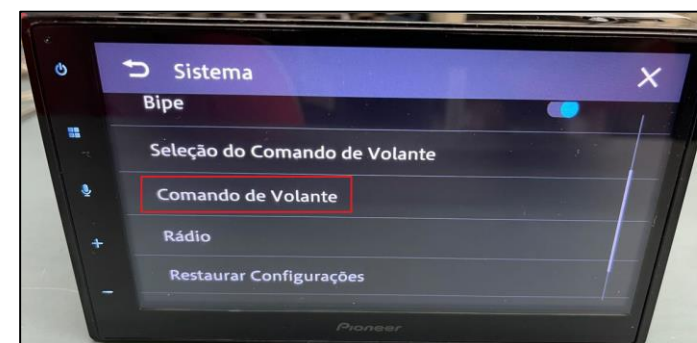 Sistema
Bipe
Seleção do Comando de Volante
Comando de Volante
Rádio
Restaurar Configurações
Pioneer